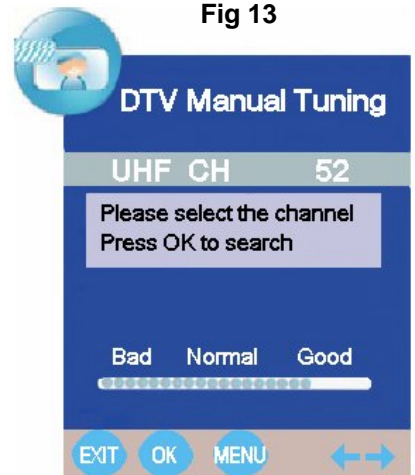 Fig 13
DTV Manual Tuning
UHF CH 52
Please select the channel
Press OK to search
Bad Normal Good
EXIT OK MENU